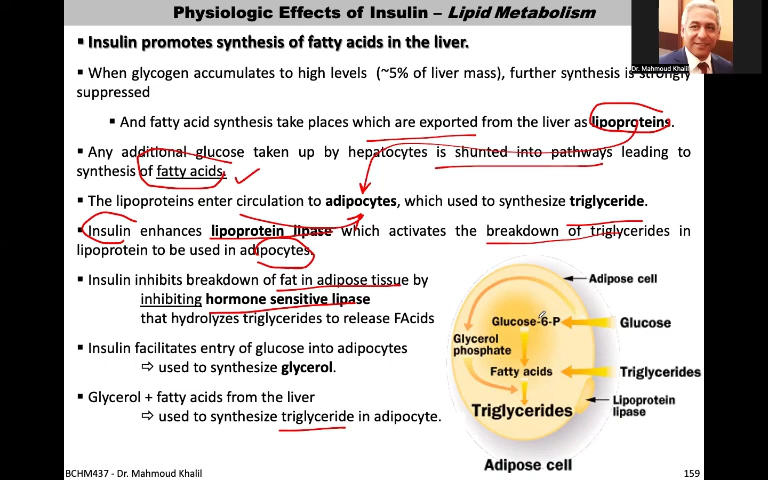 Physiologic Effects of Insulin – Lipid Metabolism
Dr. Mahmoud Khalil
▪ Insulin promotes synthesis of fatty acids in the liver.
▪ When glycogen accumulates to high levels (~5% of liver mass), further synthesis is strongly
suppressed
▪ And fatty acid synthesis take places which are exported from the liver as lipoproteins.
▪ Any additional glucose taken up by hepatocytes is shunted into pathways leading to
synthesis of fatty acids.
▪ The lipoproteins enter circulation to adipocytes, which used to synthesize triglyceride.
▪ Insulin enhances lipoprotein lipase which activates the breakdown of triglycerides in
lipoprotein to be used in adipocytes.
▪ Insulin inhibits breakdown of fat in adipose tissue by
inhibiting hormone sensitive lipase
that hydrolyzes triglycerides to release FAcids
▪ Insulin facilitates entry of glucose into adipocytes
⇨ used to synthesize glycerol.
▪ Glycerol + fatty acids from the liver
⇨ used to synthesize triglyceride in adipocyte.
Adipose cell
Glucose-6-P
Glucose
Glycerol
phosphate
Fatty acids
Triglycerides
Triglycerides
Lipoprotein
lipase
Adipose cell
BCHM437 - Dr. Mahmoud Khalil
159